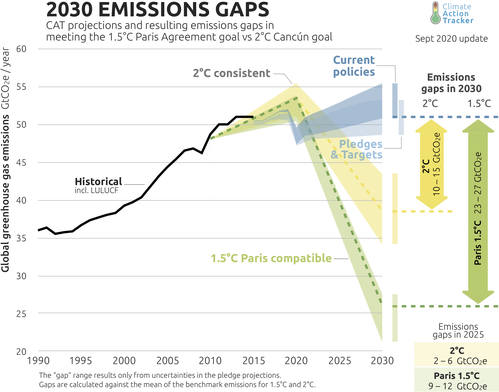 2030 EMISSIONS GAPS
CAT projections and resulting emissions gaps in
meeting the 1.5°C Paris Agreement goal vs 2°C Cancún goal
Climate
Action
Tracker
Sept 2020 update
Global greenhouse gas emissions GtCO₂e / year
60
55
50
45
40
35
30
25
20
1990
1995
2000
2005
2010
2015
2020
2025
2030
Historical
incl. LULUCF
2°C consistent
Current
policies
Pledges
& Targets
1.5°C Paris compatible
Emissions
gaps in 2030
2°C
1.5°C
2°C
10 – 15 GtCO₂e
Paris 1.5°C
23 – 27 GtCO₂e
Emissions
gaps in 2025
2°C
2 – 6 GtCO₂e
Paris 1.5°C
9 – 12 GtCO₂e
The "gap" range results only from uncertainties in the pledge projections.
Gaps are calculated against the mean of the benchmark emissions for 1.5°C and 2°C.